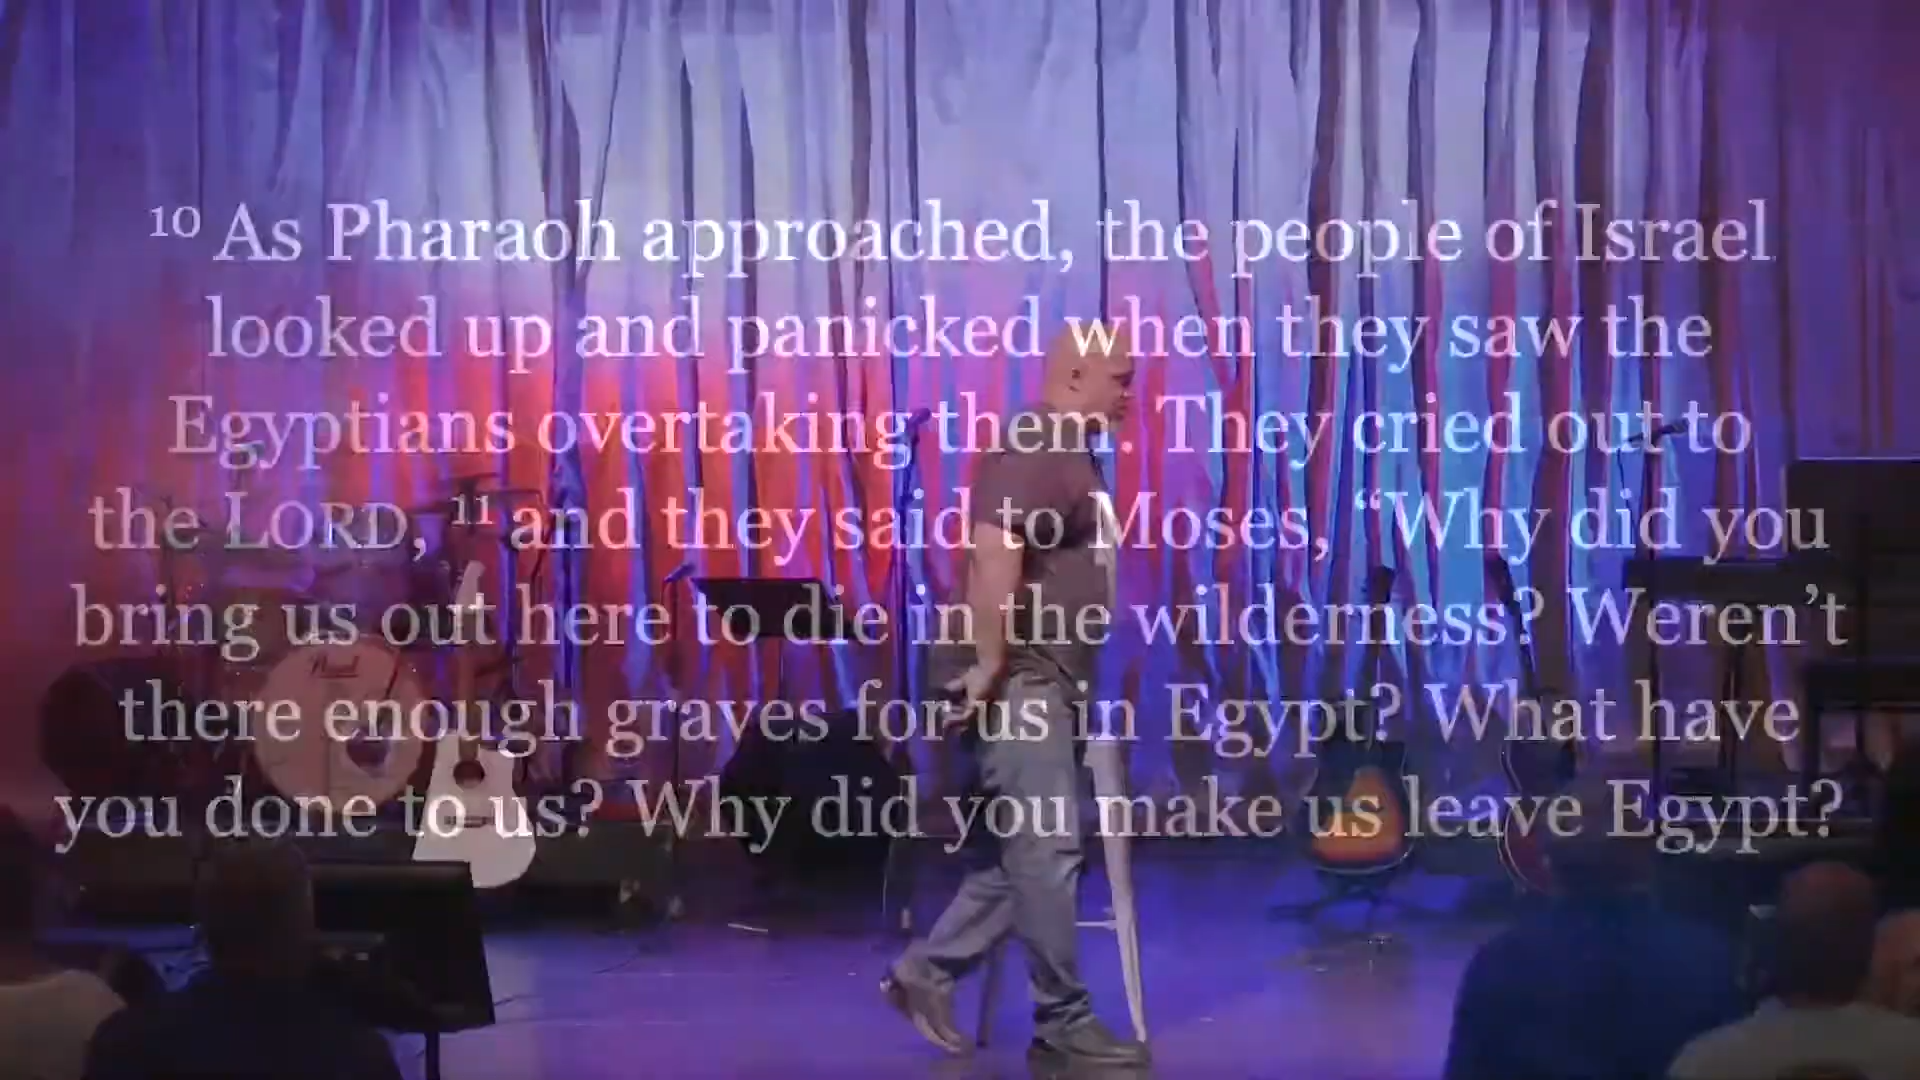 ¹⁰ As Pharaoh approached, the people of Israel
looked up and panicked when they saw the
Egyptians overtaking them. They cried out to
the LORD, ¹¹ and they said to Moses, “Why did you
bring us out here to die in the wilderness? Weren’t
there enough graves for us in Egypt? What have
you done to us? Why did you make us leave Egypt?
Pearl